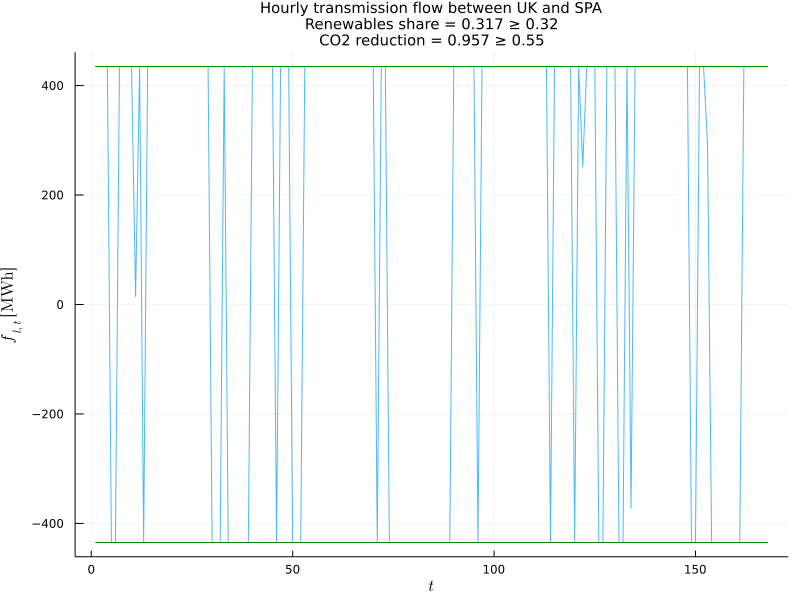 Hourly transmission flow between UK and SPA
Renewables share = 0.317 ≥ 0.32
CO2 reduction = 0.957 ≥ 0.55
400
200
0
−200
−400
f_{l,t} [MWh]
0
50
100
150
t